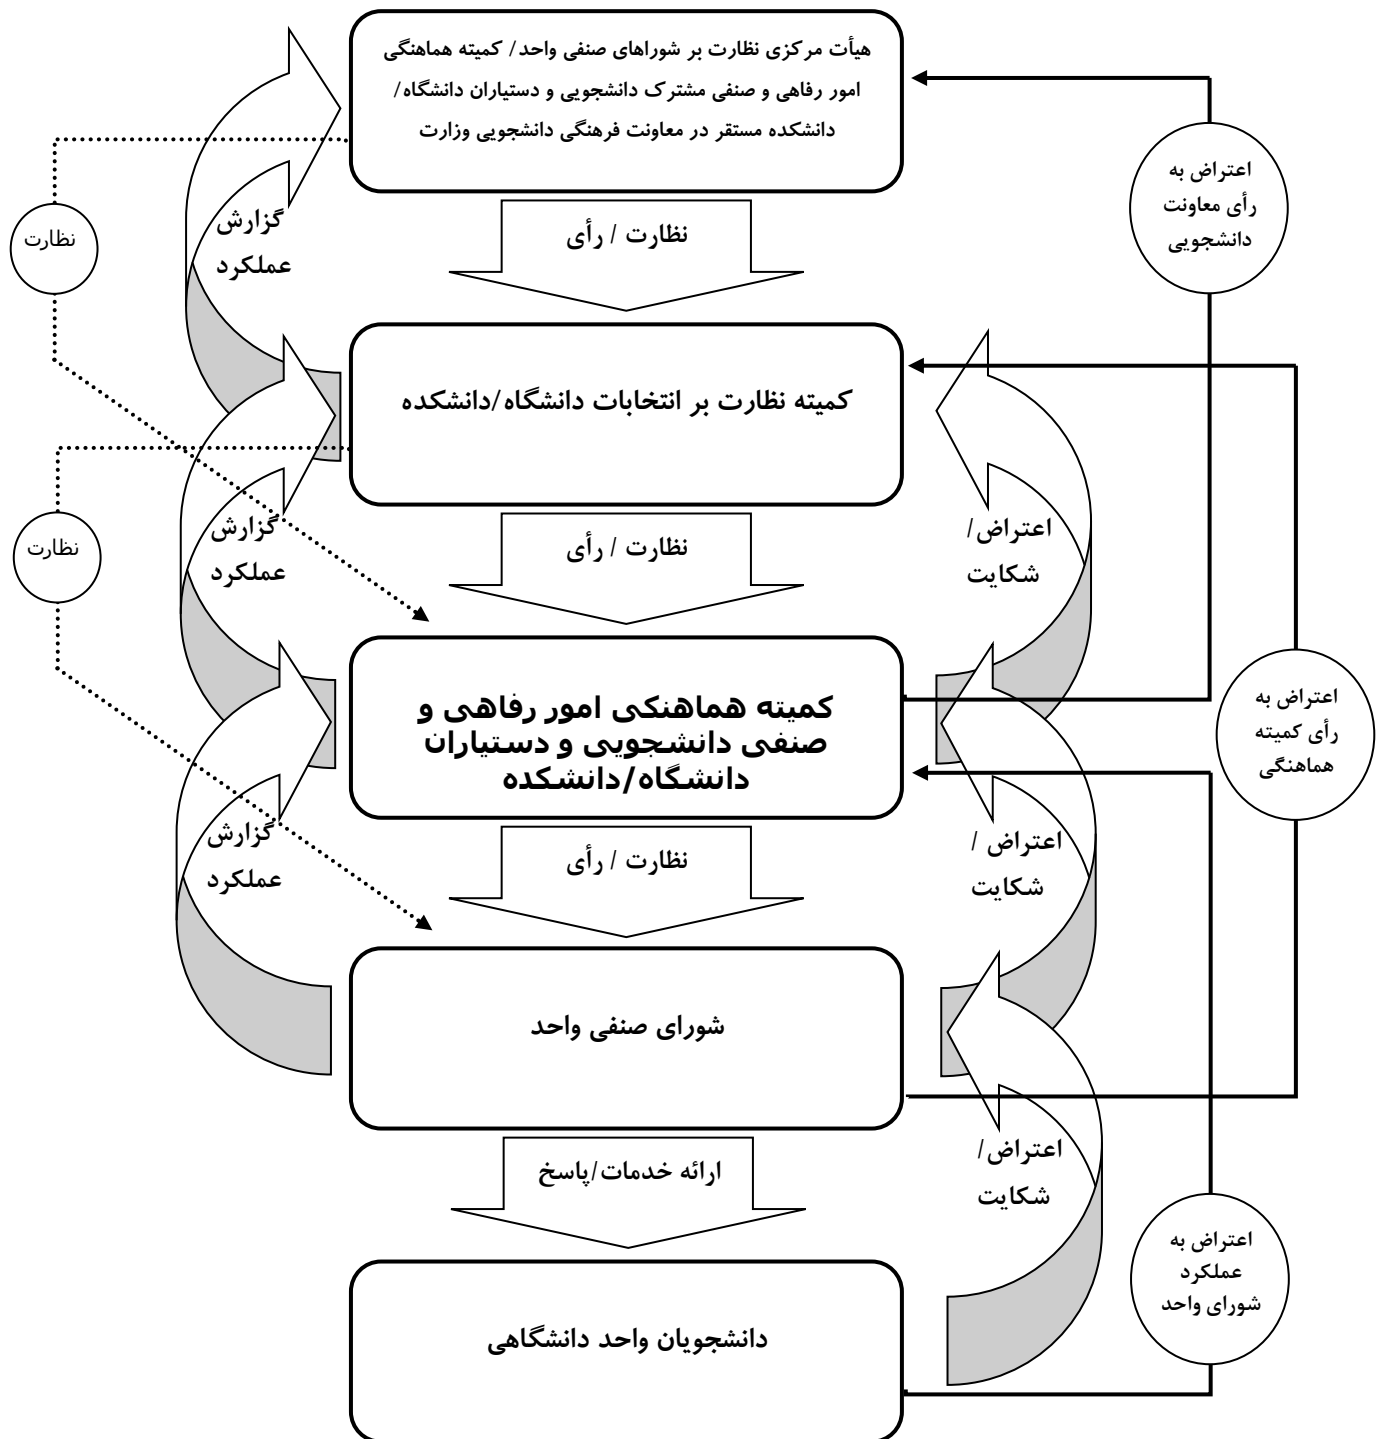 هیأت مرکزی نظارت بر شوراهای صنفی واحد/ کمیته هماهنگی
امور رفاهی و صنفی مشترک دانشجویی و دستیاران دانشگاه/
دانشکده مستقر در معاونت فرهنگی دانشجویی وزارت
اعتراض به
رأی معاونت
دانشجویی
گزارش
عملکرد
نظارت
نظارت / رأی
کمیته نظارت بر انتخابات دانشگاه/دانشکده
اعتراض/
شکایت
گزارش
عملکرد
نظارت
نظارت / رأی
کمیته هماهنکی امور رفاهی و
صنفی دانشجویی و دستیاران
دانشگاه/دانشکده
اعتراض به
رأی کمیته
هماهنگی
اعتراض /
شکایت
گزارش
عملکرد
نظارت / رأی
شورای صنفی واحد
اعتراض/
شکایت
ارائه خدمات/پاسخ
اعتراض به
عملکرد
شورای واحد
دانشجویان واحد دانشگاهی